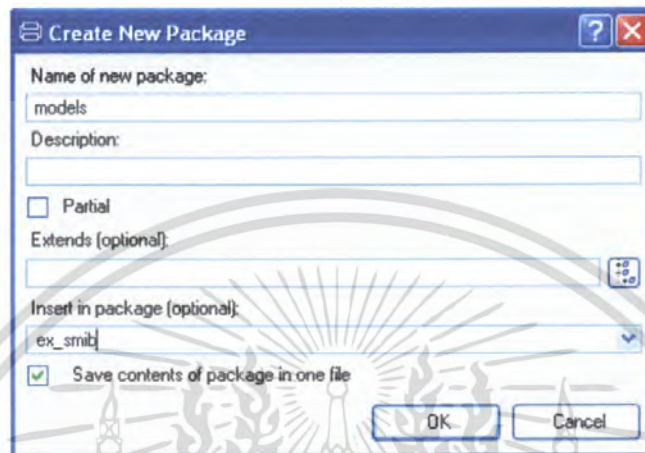 Create New Package
Name of new package:
models
Description:
Partial
Extends (optional):
Insert in package (optional):
ex_smib
Save contents of package in one file
OK
Cancel